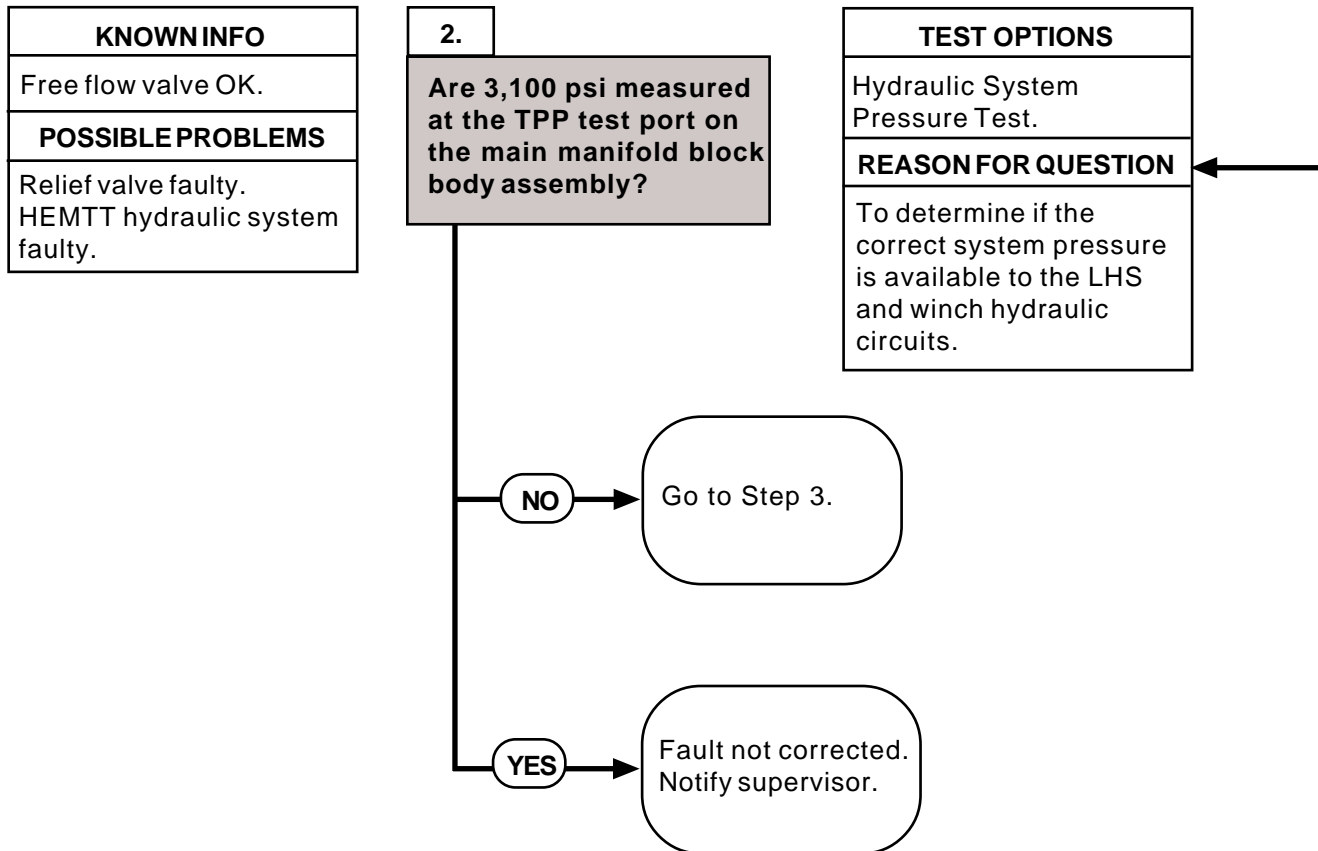 KNOWN INFO
Free flow valve OK.
POSSIBLE PROBLEMS
Relief valve faulty.
HEMTT hydraulic system
faulty.
2.
Are 3,100 psi measured
at the TPP test port on
the main manifold block
body assembly?
TEST OPTIONS
Hydraulic System
Pressure Test.
REASON FOR QUESTION
To determine if the
correct system pressure
is available to the LHS
and winch hydraulic
circuits.
NO
Go to Step 3.
YES
Fault not corrected.
Notify supervisor.